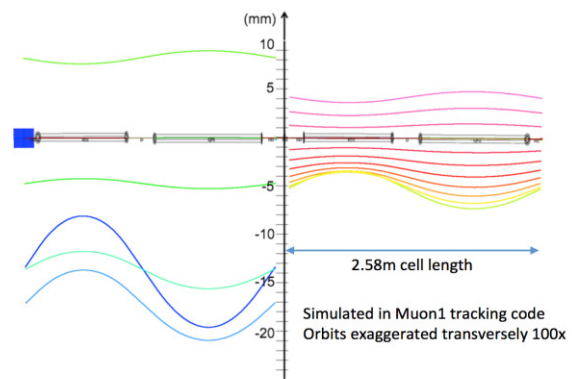 (mm)
10
5
0
-5
-10
-15
-20
2.58m cell length
Simulated in Muon1 tracking code
Orbits exaggerated transversely 100x